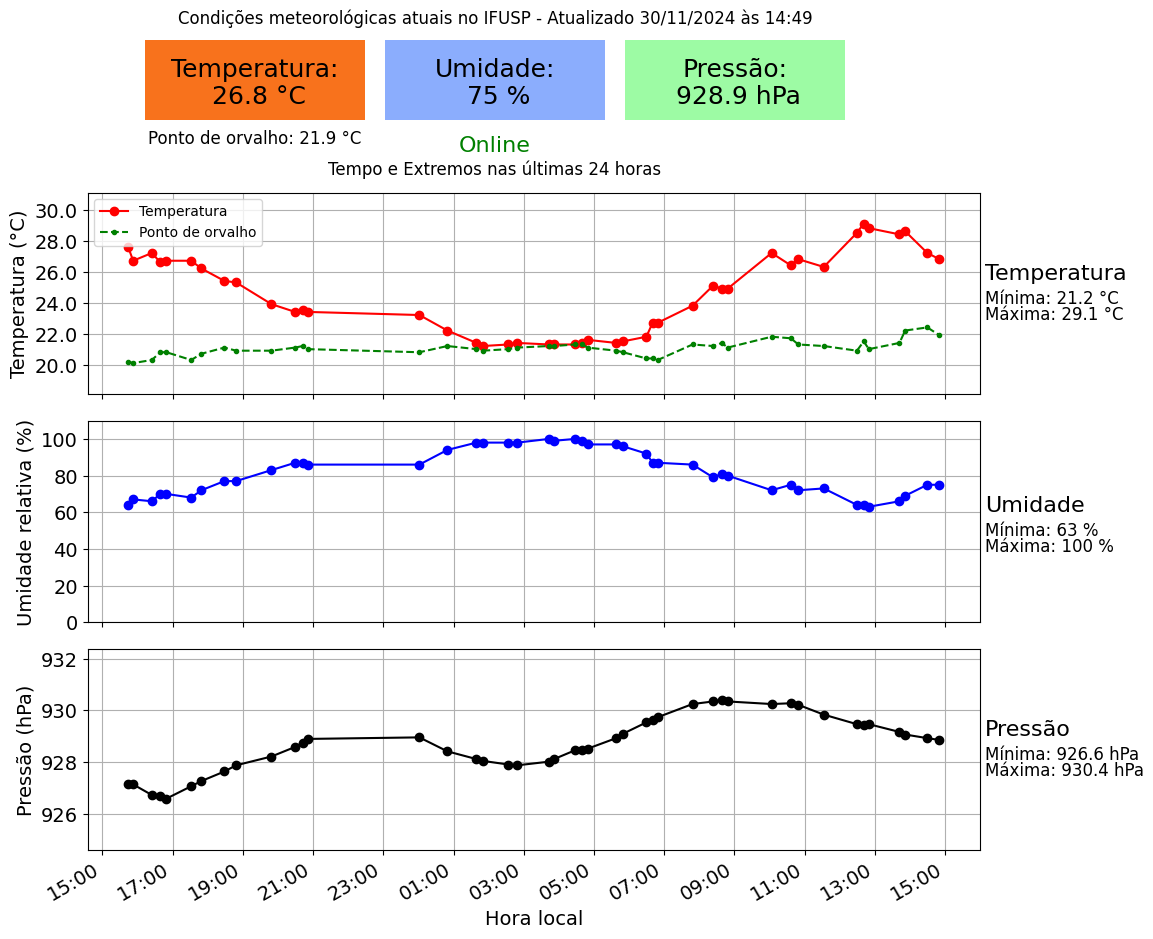 Condições meteorológicas atuais no IFUSP - Atualizado 30/11/2024 às 14:49
Temperatura:
26.8 °C
Umidade:
75 %
Pressão:
928.9 hPa
Ponto de orvalho: 21.9 °C
Online
Tempo e Extremos nas últimas 24 horas
Temperatura (°C)
30.0
28.0
26.0
24.0
22.0
20.0
Temperatura
Ponto de orvalho
Temperatura
Mínima: 21.2 °C
Máxima: 29.1 °C
Umidade relativa (%)
100
80
60
40
20
0
Umidade
Mínima: 63 %
Máxima: 100 %
Pressão (hPa)
932
930
928
926
Pressão
Mínima: 926.6 hPa
Máxima: 930.4 hPa
15:00
17:00
19:00
21:00
23:00
01:00
03:00
05:00
07:00
09:00
11:00
13:00
15:00
Hora local